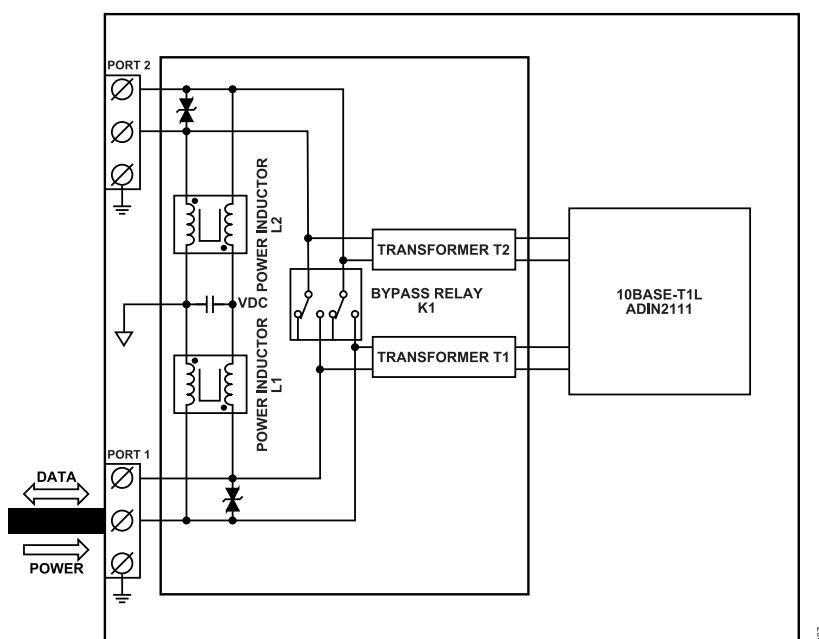 PORT 2
POWER INDUCTOR
L2
TRANSFORMER T2
BYPASS RELAY
K1
VDC
10BASE-T1L
ADIN2111
TRANSFORMER T1
POWER INDUCTOR
L1
PORT 1
DATA
POWER